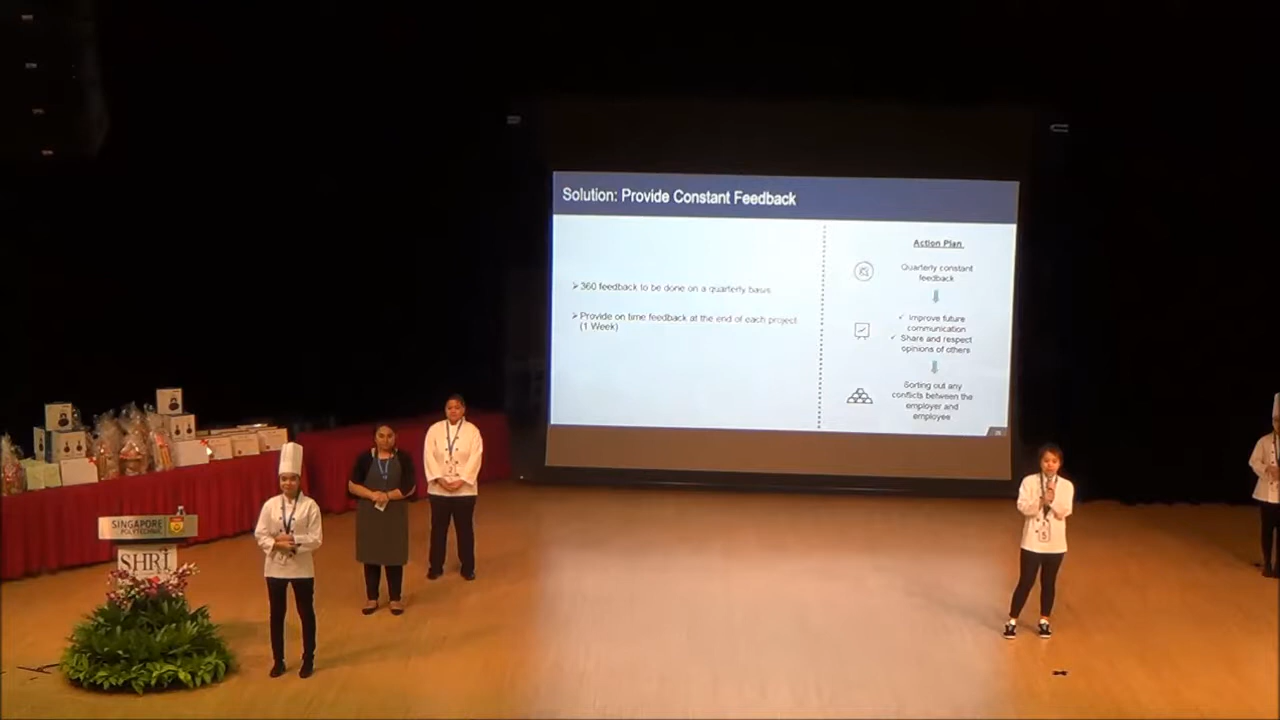 Solution: Provide Constant Feedback
➢ 360 feedback to be done on a quarterly basis
➢ Provide on time feedback at the end of each project
(1 Week)
Action Plan
Quarterly constant
feedback
✓ Improve future
communication
✓ Share and respect
opinions of others
Sorting out any
conflicts between the
employer and
employee
SINGAPORE
POLYTECHNIC
SHRI
5